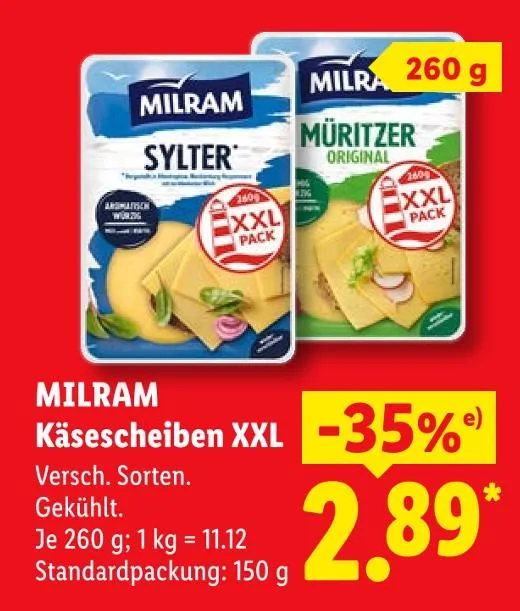 260 g
MILRAM
SYLTER*
AROMATISCH
WÜRZIG
260g
XXL
PACK
MÜRITZER
ORIGINAL
260g
XXL
PACK
MILRAM
Käsescheiben XXL
Versch. Sorten.
Gekühlt.
Je 260 g; 1 kg = 11.12
Standardpackung: 150 g
-35% e)
2.89*